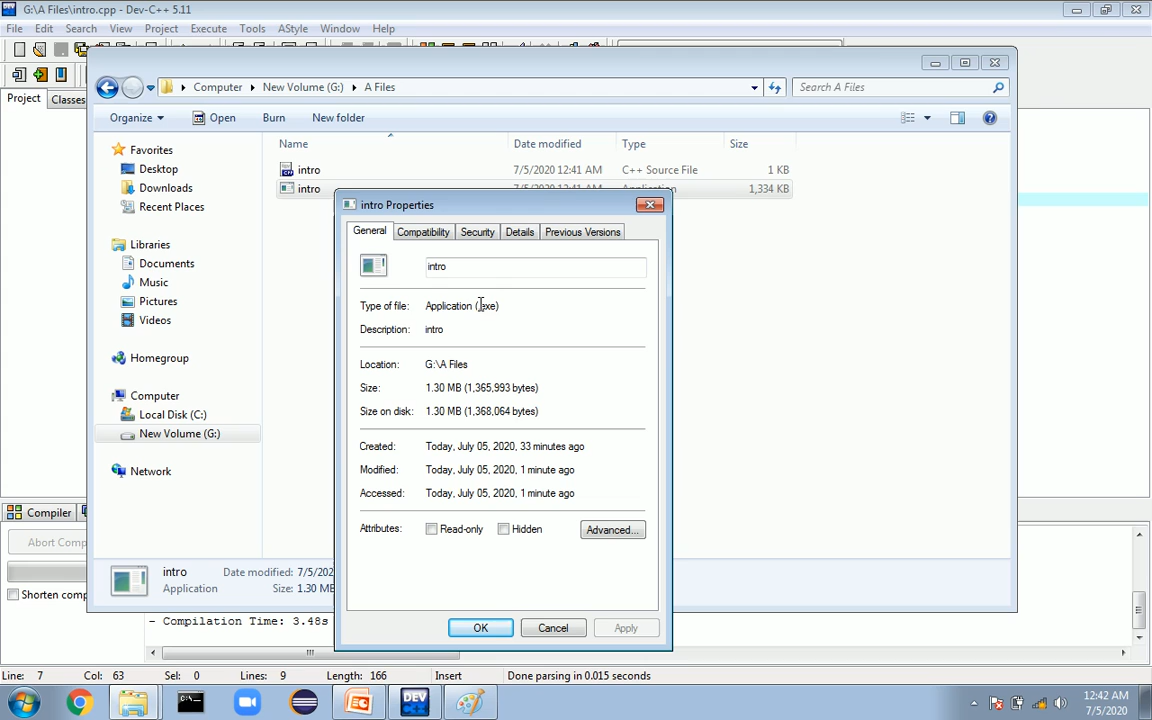 G:\A Files\intro.cpp - Dev-C++ 5.11
File Edit Search View Project Execute Tools AStyle Window Help
Project Classes
Computer New Volume (G:) A Files
Search A Files
Organize Open Burn New folder
Name Date modified Type Size
intro 7/5/2020 12:41 AM C++ Source File 1 KB
intro 7/5/2020 12:41 AM Application 1,334 KB
Favorites
Desktop
Downloads
Recent Places
Libraries
Documents
Music
Pictures
Videos
Homegroup
Computer
Local Disk (C:)
New Volume (G:)
Network
intro Properties
General Compatibility Security Details Previous Versions
intro
Type of file: Application (.exe)
Description: intro
Location: G:\A Files
Size: 1.30 MB (1,365,993 bytes)
Size on disk: 1.30 MB (1,368,064 bytes)
Created: Today, July 05, 2020, 33 minutes ago
Modified: Today, July 05, 2020, 1 minute ago
Accessed: Today, July 05, 2020, 1 minute ago
Attributes: Read-only Hidden Advanced...
OK Cancel Apply
Compiler
Abort Comp
Shorten comp
intro Date modified: 7/5/202
Application Size: 1.30 MB
- Compilation Time: 3.48s
Line: 7 Col: 63 Sel: 0 Lines: 9 Length: 166 Insert Done parsing in 0.015 seconds
DEV
12:42 AM
7/5/2020